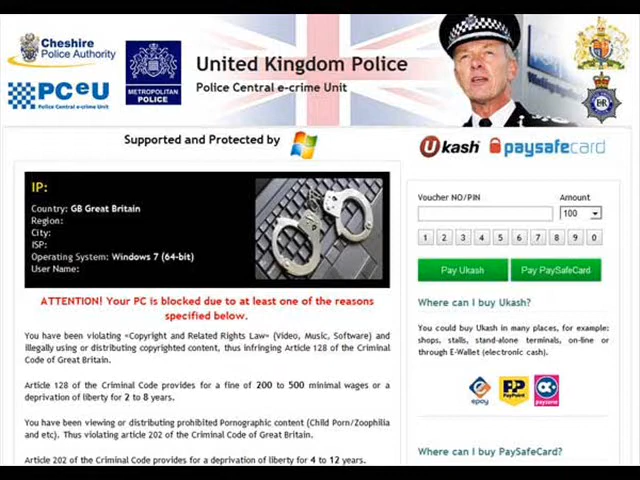 Cheshire
Police Authority
PCeU
Police Central e-crime Unit
METROPOLITAN
POLICE
United Kingdom Police
Police Central e-crime Unit
Supported and Protected by
Ukash paysafecard
IP:
Country: GB Great Britain
Region:
City:
ISP:
Operating System: Windows 7 (64-bit)
User Name:
ATTENTION! Your PC is blocked due to at least one of the reasons
specified below.
You have been violating «Copyright and Related Rights Law» (Video, Music, Software) and
illegally using or distributing copyrighted content, thus infringing Article 128 of the Criminal
Code of Great Britain.
Article 128 of the Criminal Code provides for a fine of 200 to 500 minimal wages or a
deprivation of liberty for 2 to 8 years.
You have been viewing or distributing prohibited Pornographic content (Child Porn/Zoophilia
and etc). Thus violating article 202 of the Criminal Code of Great Britain.
Article 202 of the Criminal Code provides for a deprivation of liberty for 4 to 12 years.
Voucher NO/PIN Amount
100
1 2 3 4 5 6 7 8 9 0
Pay Ukash Pay PaySafeCard
Where can I buy Ukash?
You could buy Ukash in many places, for example:
shops, stalls, stand-alone terminals, on-line or
through E-Wallet (electronic cash).
epay PayPoint payzone
Where can I buy PaySafeCard?